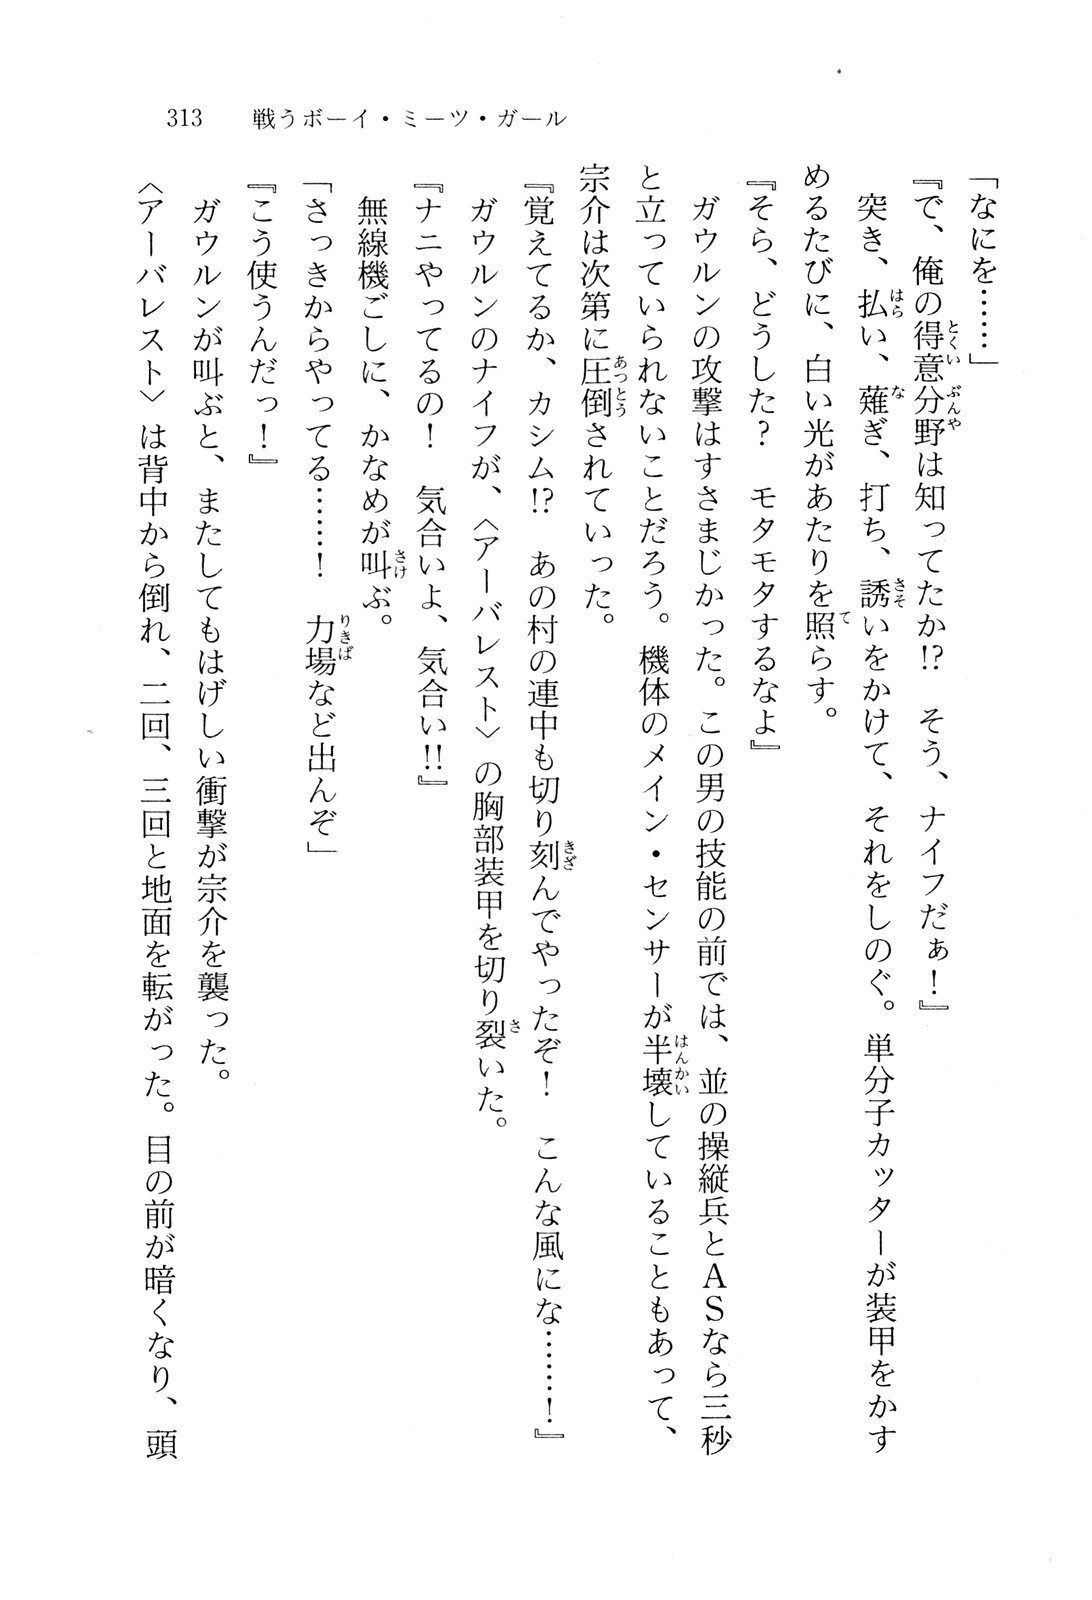 313　戦うボーイ・ミーツ・ガール
「なにを……」
『で、俺の得意分野は知ってたか!?　そう、ナイフだぁ！』
突き、払い、薙ぎ、打ち、誘いをかけて、それをしのぐ。単分子カッターが装甲をかす
めるたびに、白い光があたりを照らす。
『そら、どうした？　モタモタするなよ』
ガウルンの攻撃はすさまじかった。この男の技能の前では、並の操縦兵とＡＳなら三秒
と立っていられないことだろう。機体のメイン・センサーが半壊していることもあって、
宗介は次第に圧倒されていった。
『覚えてるか、カシム!?　あの村の連中も切り刻んでやったぞ！　こんな風にな……！』
ガウルンのナイフが、〈アーバレスト〉の胸部装甲を切り裂いた。
『ナニやってるの！　気合いよ、気合い!!』
無線機ごしに、かなめが叫ぶ。
「さっきからやってる……！　力場など出んぞ」
『こう使うんだっ！』
ガウルンが叫ぶと、またしてもはげしい衝撃が宗介を襲った。
〈アーバレスト〉は背中から倒れ、二回、三回と地面を転がった。目の前が暗くなり、頭